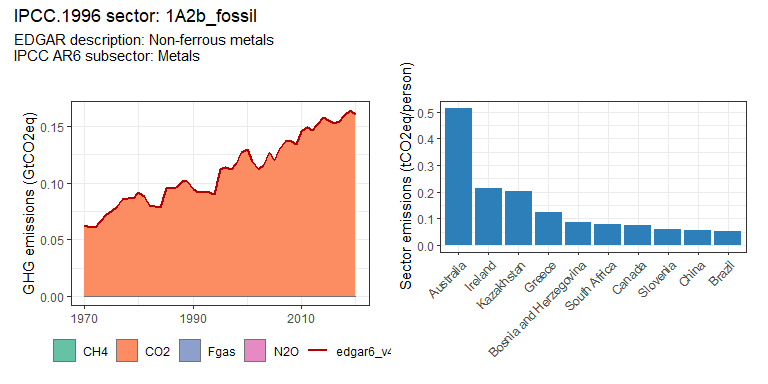 IPCC.1996 sector: 1A2b_fossil
EDGAR description: Non-ferrous metals
IPCC AR6 subsector: Metals
GHG emissions (GtCO2eq)
0.15
0.10
0.05
0.00
1970
1990
2010
CH4
CO2
Fgas
N2O
edgar6_v4
Sector emissions (tCO2eq/person)
0.5
0.4
0.3
0.2
0.1
0.0
Australia
Ireland
Kazakhstan
Greece
Bosnia and Herzegovina
South Africa
Canada
Slovenia
China
Brazil